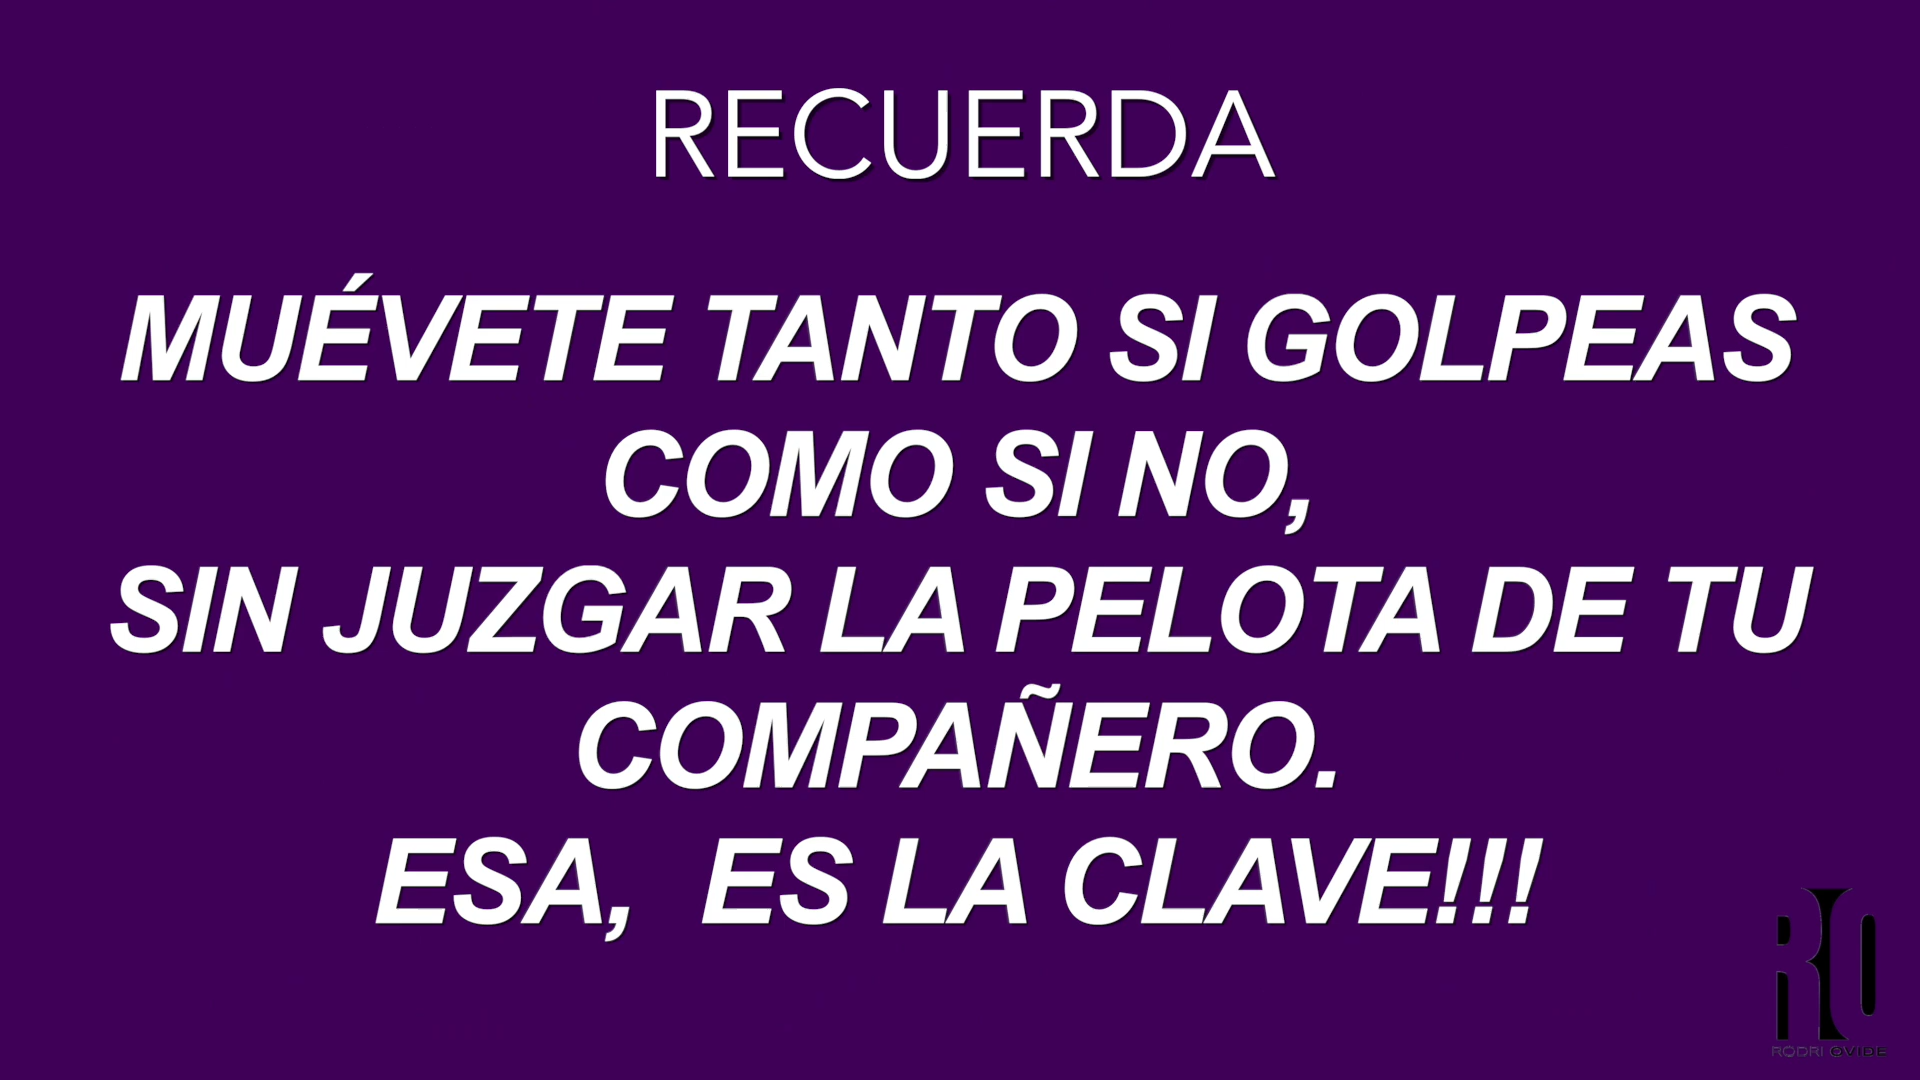 RECUERDA
MUÉVETE TANTO SI GOLPEAS
COMO SI NO,
SIN JUZGAR LA PELOTA DE TU
COMPAÑERO.
ESA,  ES LA CLAVE!!!
RO
RODRI OVIDE